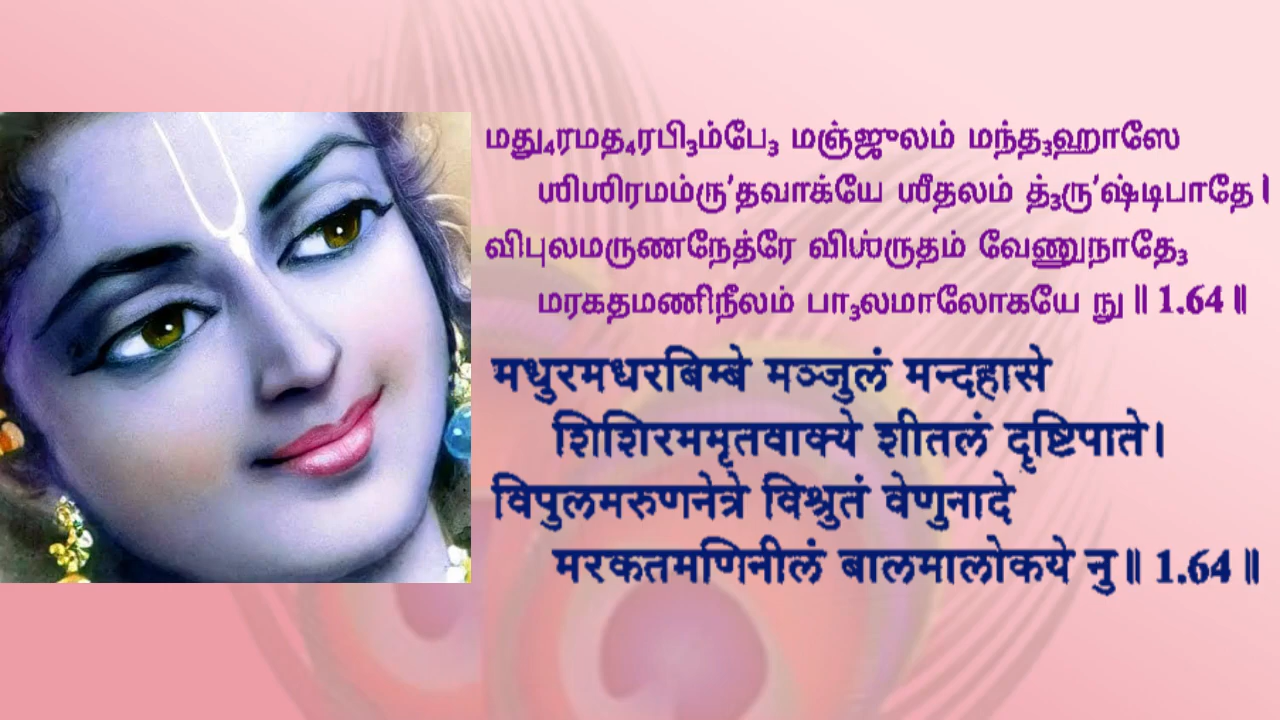 மது₄ரமத₄ரபி₃ம்பே₃ மஞ்ஜுலம் மந்த₃ஹாஸே
ஶிஶிரமம்ரு’தவாக்யே ஶீதலம் த்₃ரு’ஷ்டிபாதே।
விபுலமருணநேத்ரே விஶ்ருதம் வேணுநாதே₃
மரகதமணிநீலம் பா₃லமாலோகயே நு॥ 1.64॥
मधुरमधरबिम्बे मञ्जुलं मन्दहासे
शिशिरममृतवाक्ये शीतलं दृष्टिपाते।
विपुलमरुणनेत्रे विश्रुतं वेणुनादे
मरकतमणिनीलं बालमालोकये नु॥ 1.64॥